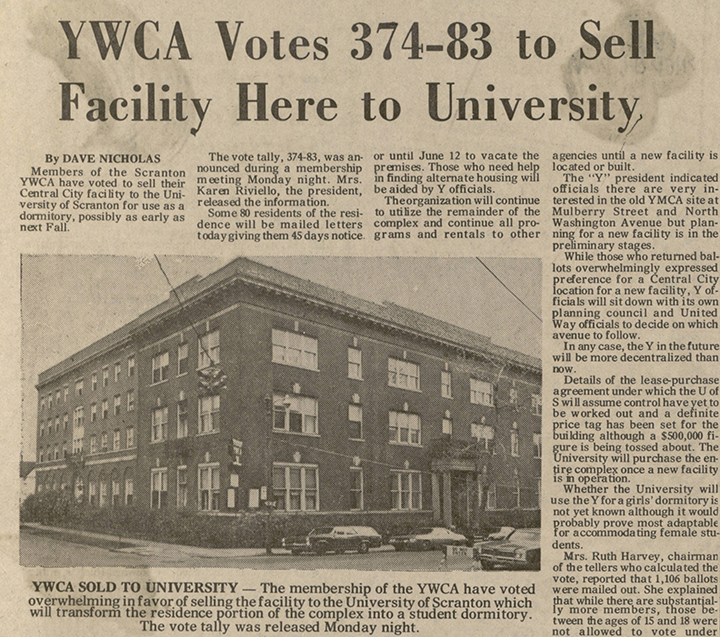 YWCA Votes 374-83 to Sell
Facility Here to University
By DAVE NICHOLAS
Members of the Scranton
YWCA have voted to sell their
Central City facility to the Uni-
versity of Scranton for use as a
dormitory, possibly as early as
next Fall.
The vote tally, 374-83, was an-
nounced during a membership
meeting Monday night. Mrs.
Karen Riviello, the president,
released the information.
Some 80 residents of the resi-
dence will be mailed letters
today giving them 45 days notice
or until June 12 to vacate the
premises. Those who need help
in finding alternate housing will
be aided by Y officials.
The organization will continue
to utilize the remainder of the
complex and continue all pro-
grams and rentals to other
agencies until a new facility is
located or built.
The "Y" president indicated
officials there are very in-
terested in the old YMCA site at
Mulberry Street and North
Washington Avenue but plan-
ning for a new facility is in the
preliminary stages.
While those who returned bal-
lots overwhelmingly expressed
preference for a Central City
location for a new facility, Y of-
ficials will sit down with its own
planning council and United
Way officials to decide on which
avenue to follow.
In any case, the Y in the future
will be more decentralized than
now.
Details of the lease-purchase
agreement under which the U of
S will assume control have yet to
be worked out and a definite
price tag has been set for the
building although a $500,000 fi-
gure is being tossed about. The
University will purchase the en-
tire complex once a new facility
is in operation.
Whether the University will
use the Y for a girls' dormitory is
not yet known although it would
probably prove most adaptable
for accommodating female stu-
dents.
Mrs. Ruth Harvey, chairman
of the tellers who calculated the
vote, reported that 1,106 ballots
were mailed out. She explained
that while there are substantial-
ly more members, those be-
tween the ages of 15 and 18 were
not allowed to vote under
YWCA SOLD TO UNIVERSITY — The membership of the YWCA have voted
overwhelming in favor of selling the facility to the University of Scranton which
will transform the residence portion of the complex into a student dormitory.
The vote tally was released Monday night.